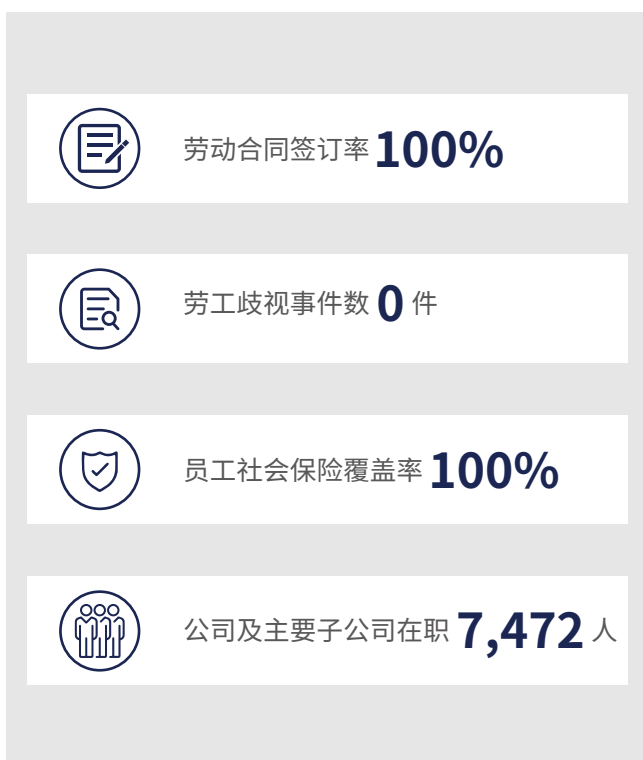 劳动合同签订率 100%
劳工歧视事件数 0 件
员工社会保险覆盖率 100%
公司及主要子公司在职 7,472 人